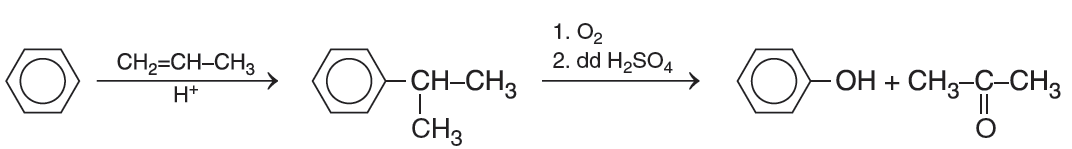 1. O₂
CH₂=CH–CH₃
2. dd H₂SO₄
H⁺
CH–CH₃
CH₃
OH + CH₃–C–CH₃
O